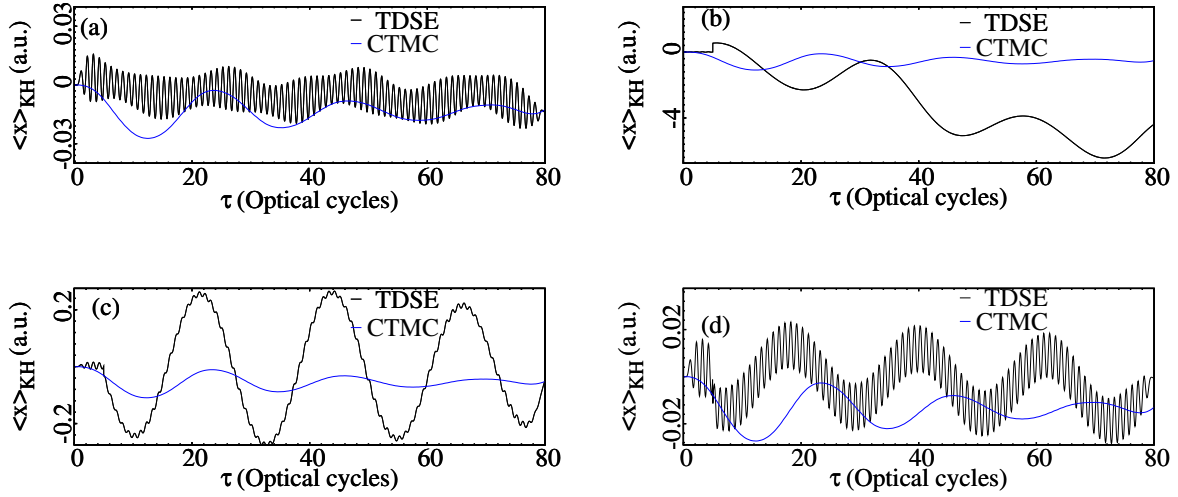 (a)
TDSE
CTMC
0.03
0
-0.03
<x>KH (a.u.)
0 20 40 60 80
τ (Optical cycles)
(b)
TDSE
CTMC
0
-4
<x>KH (a.u.)
0 20 40 60 80
τ (Optical cycles)
(c)
TDSE
CTMC
0.2
-0.2
<x>KH (a.u.)
0 20 40 60 80
τ (Optical cycles)
(d)
TDSE
CTMC
0.02
-0.02
<x>KH (a.u.)
0 20 40 60 80
τ (Optical cycles)